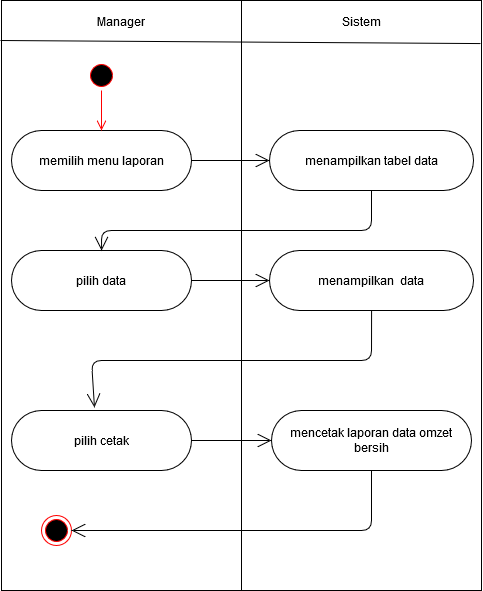 Manager
Sistem
memilih menu laporan
menampilkan tabel data
pilih data
menampilkan data
pilih cetak
mencetak laporan data omzet
bersih